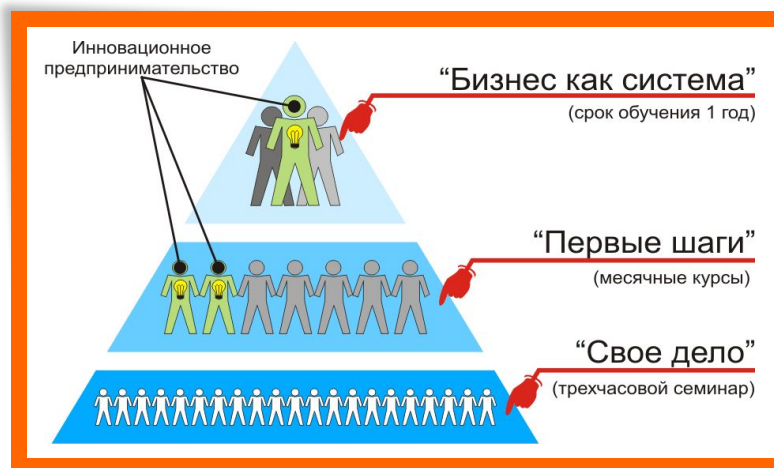 Инновационное
предпринимательство
“Бизнес как система”
(срок обучения 1 год)
“Первые шаги”
(месячные курсы)
“Свое дело”
(трехчасовой семинар)